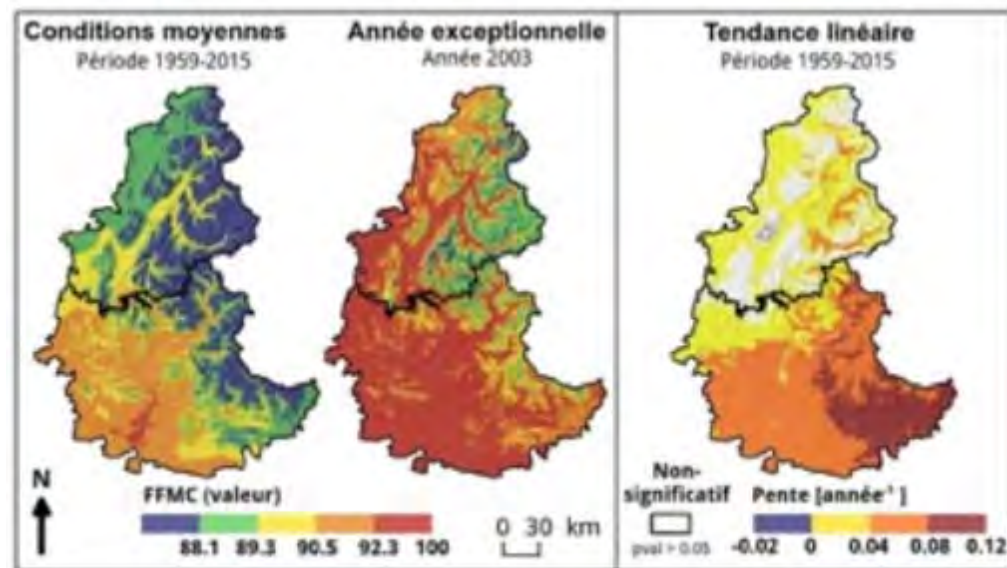 Conditions moyennes
Période 1959-2015
Année exceptionnelle
Année 2003
Tendance linéaire
Période 1959-2015
N
FFMC (valeur)
88.1 89.3 90.5 92.3 100
0 30 km
Non-
significatif
pval > 0.05
Pente [année⁻¹]
-0.02 0 0.04 0.08 0.12